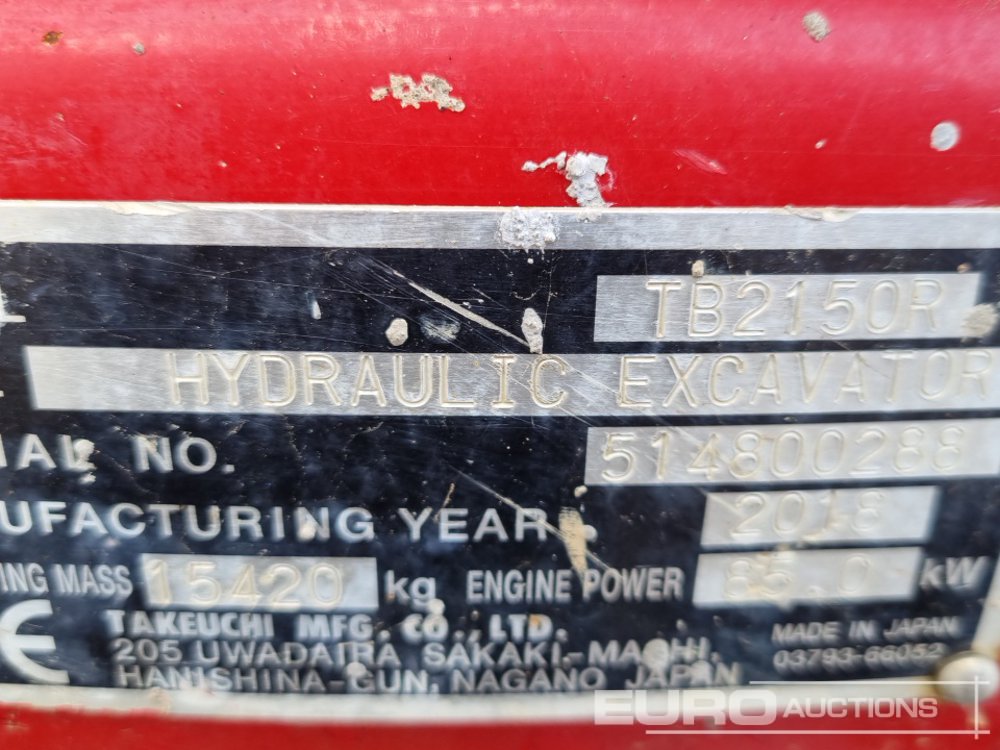 TB2150R
HYDRAULIC EXCAVATOR
IAL NO. 514800288
UFACTURING YEAR 2018
ING MASS 15420 kg ENGINE POWER 85.0 kW
CE
TAKEUCHI MFG. CO., LTD.
205 UWADAIRA SAKAKI-MACHI,
HANISHINA-GUN, NAGANO JAPAN
MADE IN JAPAN
03793-66052
EURO AUCTIONS